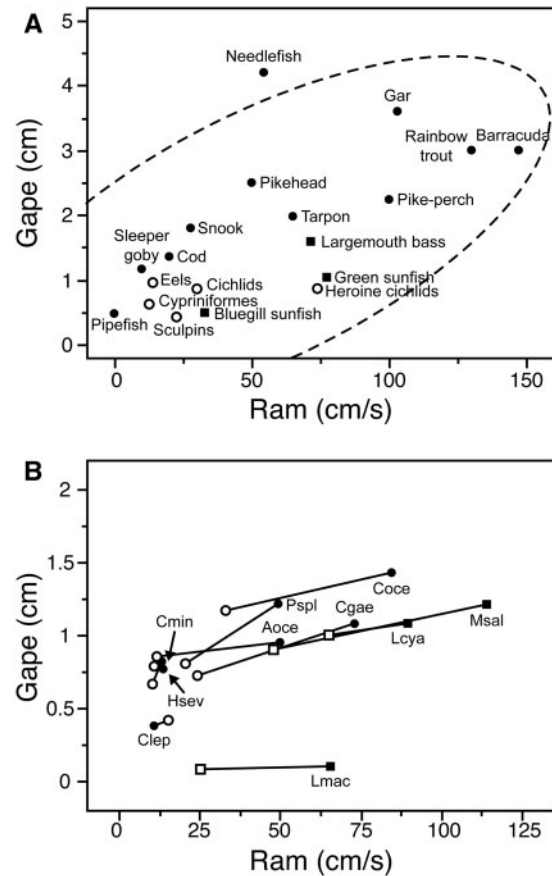 A
Gape (cm)
5
4
3
2
1
0
Needlefish
Gar
Rainbow
trout
Barracuda
Pikehead
Pike-perch
Tarpon
Snook
Largemouth bass
Sleeper
goby
Cod
Eels
Cichlids
Green sunfish
Heroine cichlids
Cypriniformes
Pipefish
Bluegill sunfish
Sculpins
0 50 100 150
Ram (cm/s)
B
Gape (cm)
2
1.5
1
0.5
0
Coce
Pspl
Cgae
Msal
Cmin
Aoce
Lcya
Hsev
Clep
Lmac
0 25 50 75 100 125
Ram (cm/s)